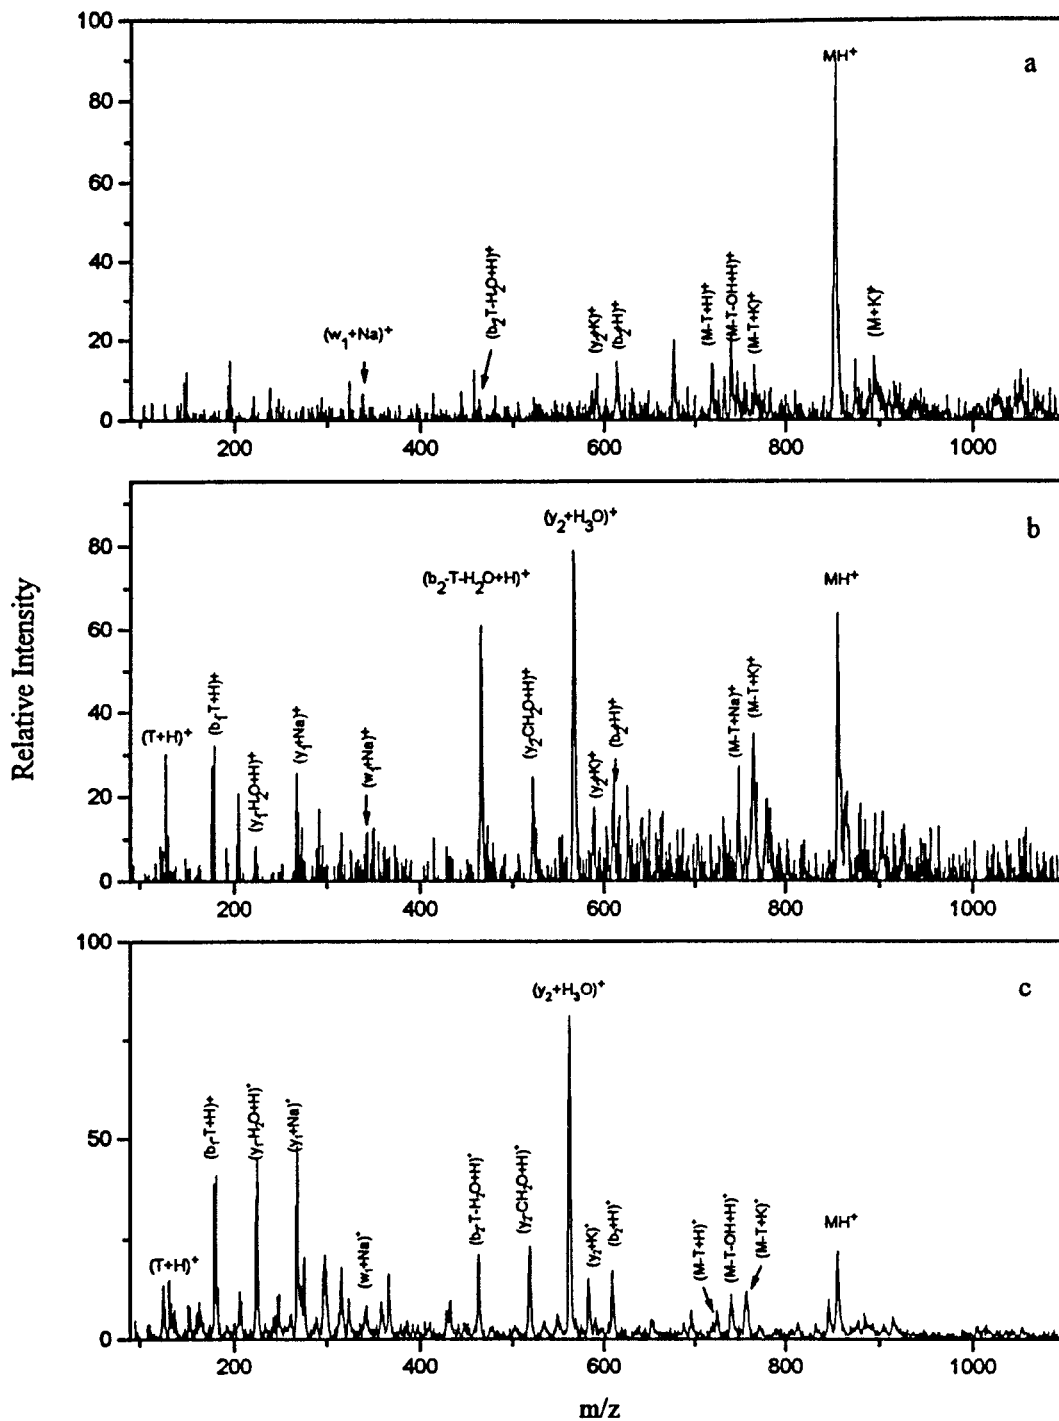 100
80
60
40
20
0
a
MH+
(w1+Na)+
(b2T-H2O+H)+
(y2+K)+
(b2+H)+
(M-T+H)+
(M-T-OH+H)+
(M-T+K)+
(M+K)+
200
400
600
800
1000
80
60
40
20
0
b
(T+H)+
(b1-T+H)+
(y1-H2O+H)+
(y1+Na)+
(w1+Na)+
(b2-T-H2O+H)+
(y2-CH2O+H)+
(y2+H3O)+
(y2+K)+
(b2+H)+
(M-T+Na)+
(M-T+K)+
MH+
200
400
600
800
1000
Relative Intensity
100
50
0
c
(T+H)+
(b1-T+H)+
(y1-H2O+H)+
(y1+Na)+
(w1+Na)+
(b2-T-H2O+H)+
(y2-CH2O+H)+
(y2+H3O)+
(y2+K)+
(b2+H)+
(M-T+H)+
(M-T-OH+H)+
(M-T+K)+
MH+
200
400
600
800
1000
m/z